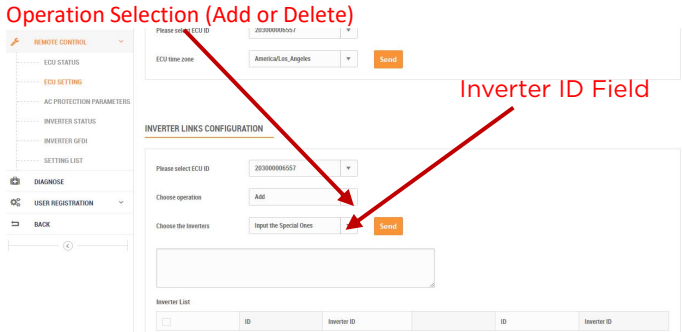 Operation Selection (Add or Delete)
Please select ECU ID 203000006557
REMOTE CONTROL
ECU STATUS
ECU time zone America/Los_Angeles Send
ECU SETTING
Inverter ID Field
AC PROTECTION PARAMETERS
INVERTER STATUS
INVERTER LINKS CONFIGURATION
INVERTER GFDI
SETTING LIST
Please select ECU ID 203000006557
DIAGNOSE
Choose operation Add
USER REGISTRATION
BACK
Choose the Inverters Input the Special Ones Send
Inverter List
ID Inverter ID ID Inverter ID